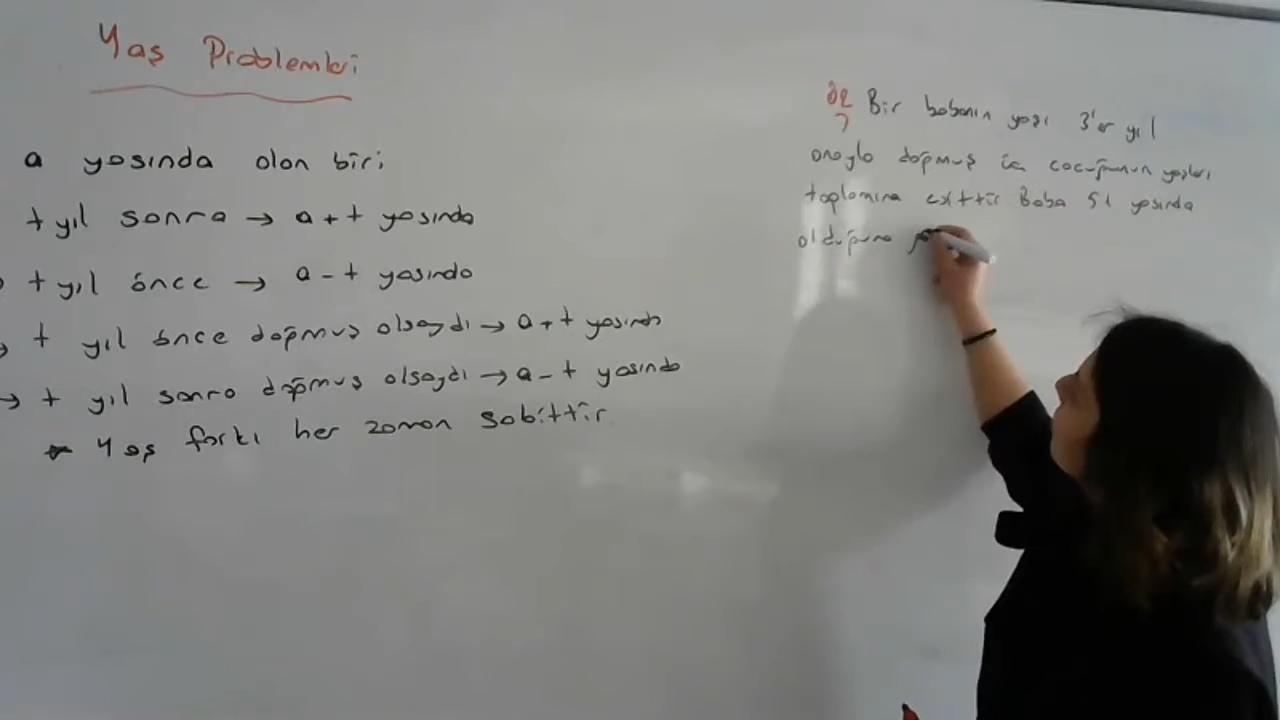 Yaş Problemleri
a yaşında olan biri
t yıl sonra → a + t yaşında
t yıl önce → a - t yaşında
→ t yıl önce doğmuş olsaydı → a + t yaşında
→ t yıl sonra doğmuş olsaydı → a - t yaşında
* Yaş farkı her zaman sabittir
ör Bir babanın yaşı 3'er yıl
arayla doğmuş üç çocuğunun yaşları
toplamına eşittir Baba 51 yaşında
olduğuna